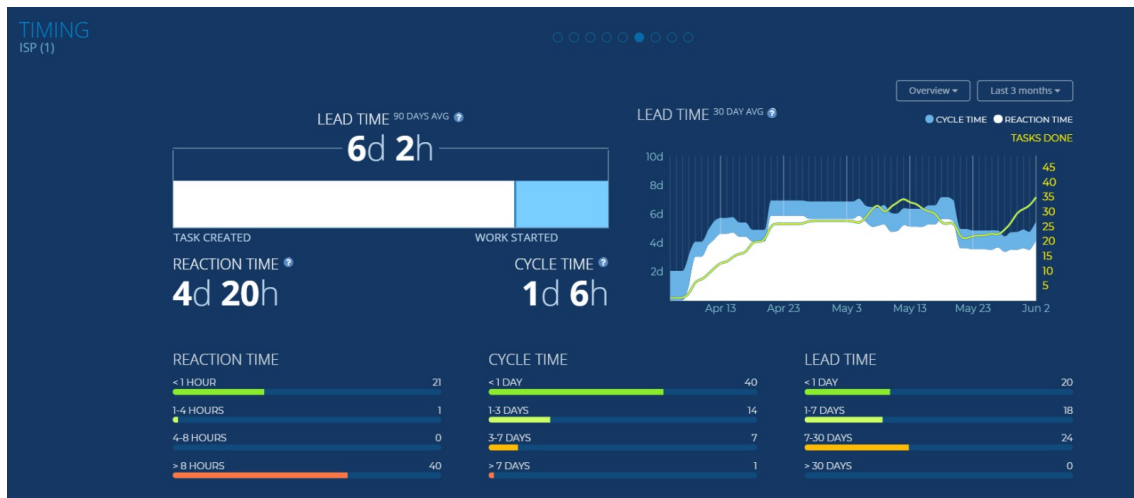 TIMING
ISP (1)
Overview
Last 3 months
LEAD TIME 90 DAYS AVG ?
6d 2h
TASK CREATED
WORK STARTED
REACTION TIME ?
4d 20h
CYCLE TIME ?
1d 6h
LEAD TIME 30 DAY AVG ?
CYCLE TIME
REACTION TIME
TASKS DONE
10d
8d
6d
4d
2d
45
40
35
30
25
20
15
10
5
Apr 13
Apr 23
May 3
May 13
May 23
Jun 2
REACTION TIME
< 1 HOUR 21
1-4 HOURS 1
4-8 HOURS 0
> 8 HOURS 40
CYCLE TIME
< 1 DAY 40
1-3 DAYS 14
3-7 DAYS 7
> 7 DAYS 1
LEAD TIME
< 1 DAY 20
1-7 DAYS 18
7-30 DAYS 24
> 30 DAYS 0